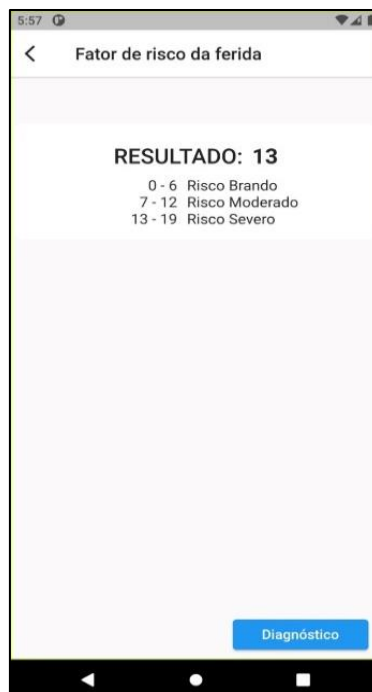 5:57
Fator de risco da ferida
RESULTADO: 13
0 - 6 Risco Brando
7 - 12 Risco Moderado
13 - 19 Risco Severo
Diagnóstico